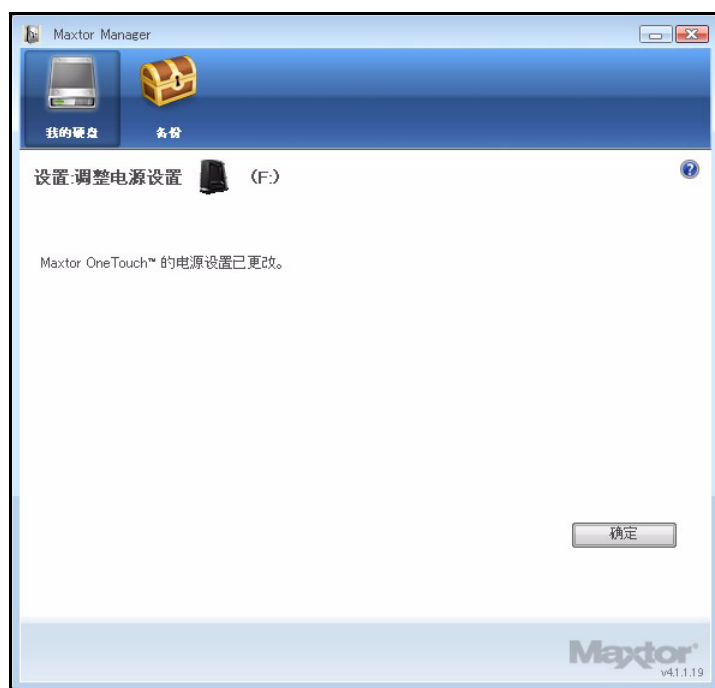 Maxtor Manager
我的硬盘
备份
设置:调整电源设置 (F:)
Maxtor OneTouch™ 的电源设置已更改。
确定
Maxtor®
v4.1.1.19